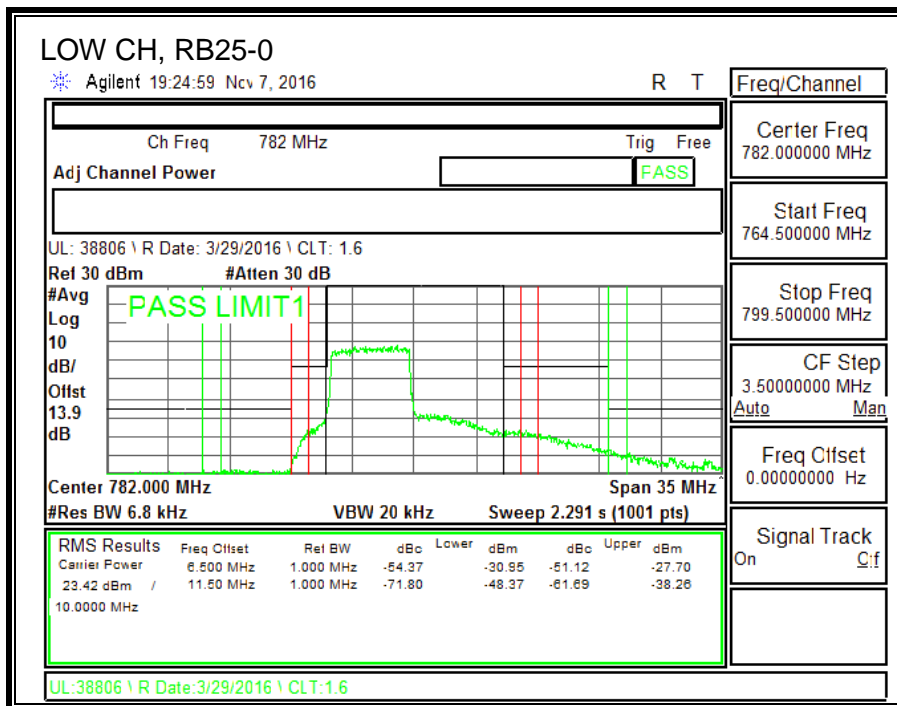 LOW CH, RB25-0
Agilent 19:24:59 Nov 7, 2016 R T
Ch Freq 782 MHz Trig Free
Adj Channel Power PASS
UL: 38806 \ R Date: 3/29/2016 \ CLT: 1.6
Ref 30 dBm #Atten 30 dB
#Avg
Log
10
dB/
Offst
13.9
dB
PASS LIMIT1
Center 782.000 MHz Span 35 MHz
#Res BW 6.8 kHz VBW 20 kHz Sweep 2.291 s (1001 pts)
RMS Results Freq Offset Ref BW dBc Lower dBm dBc Upper dBm
Carrier Power 6.500 MHz 1.000 MHz -54.37 -30.95 -51.12 -27.70
23.42 dBm / 11.50 MHz 1.000 MHz -71.80 -48.37 -61.69 -38.26
10.0000 MHz
UL:38806 \ R Date:3/29/2016 \ CLT:1.6
Freq/Channel
Center Freq
782.000000 MHz
Start Freq
764.500000 MHz
Stop Freq
799.500000 MHz
CF Step
3.50000000 MHz
Auto Man
Freq Offset
0.00000000 Hz
Signal Track
On Off